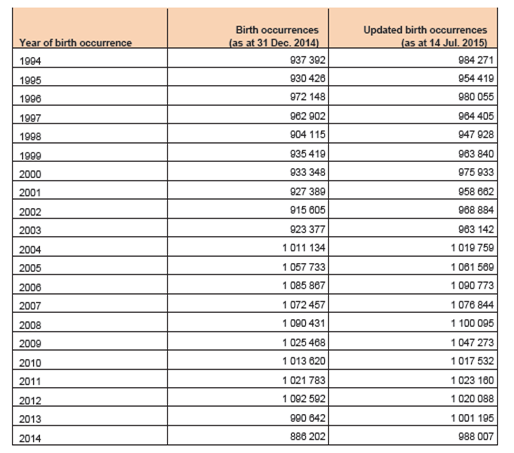 Year of birth occurrence Birth occurrences (as at 31 Dec. 2014) Updated birth occurrences (as at 14 Jul. 2015)
1994 937 392 984 271
1995 930 426 954 419
1996 972 148 980 055
1997 962 902 964 405
1998 904 115 947 928
1999 935 419 963 840
2000 933 348 975 933
2001 927 389 958 662
2002 915 605 968 884
2003 923 377 963 142
2004 1 011 134 1 019 759
2005 1 057 733 1 061 569
2006 1 085 867 1 090 773
2007 1 072 457 1 076 844
2008 1 090 431 1 100 095
2009 1 025 468 1 047 273
2010 1 013 620 1 017 532
2011 1 021 783 1 023 160
2012 1 092 592 1 020 088
2013 990 642 1 001 195
2014 886 202 988 007